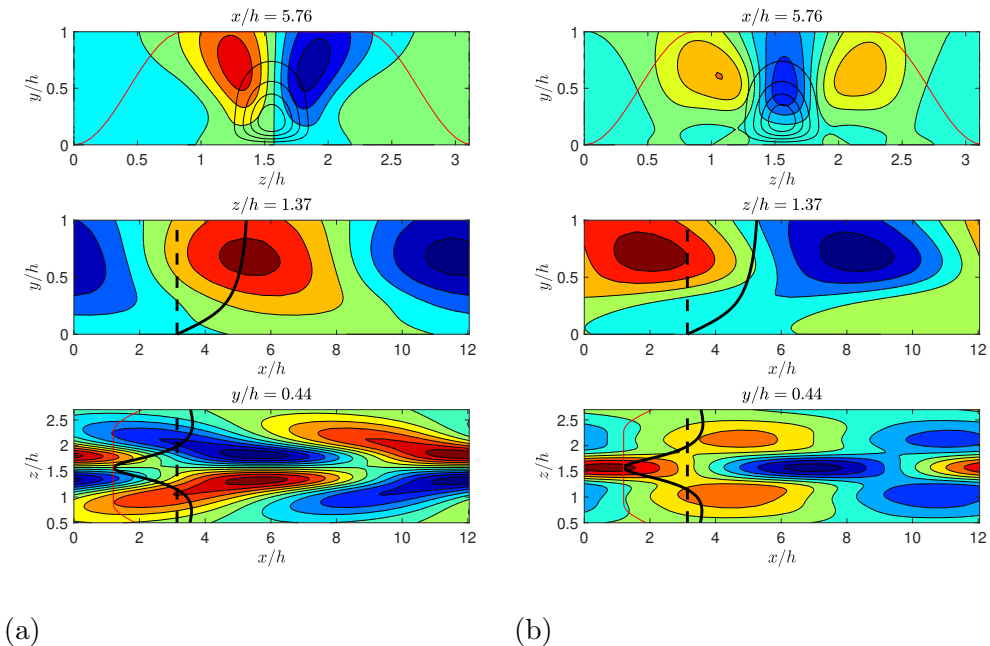 x/h = 5.76
1
0.5
0
y/h
0 0.5 1 1.5 2 2.5 3
z/h
z/h = 1.37
1
0.5
0
y/h
0 2 4 6 8 10 12
x/h
y/h = 0.44
2.5
2
1.5
1
0.5
z/h
0 2 4 6 8 10 12
x/h
(a)
x/h = 5.76
1
0.5
0
y/h
0 0.5 1 1.5 2 2.5 3
z/h
z/h = 1.37
1
0.5
0
y/h
0 2 4 6 8 10 12
x/h
y/h = 0.44
2.5
2
1.5
1
0.5
z/h
0 2 4 6 8 10 12
x/h
(b)